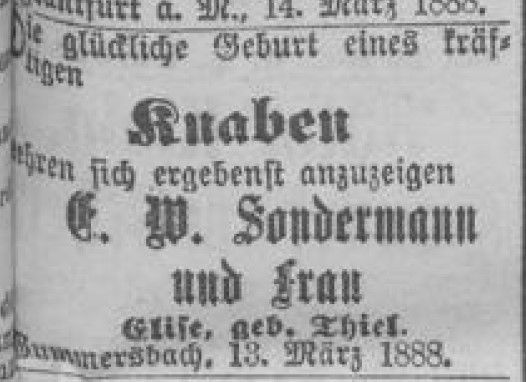 Frankfurt a. M., 14. März 1888.
Die glückliche Geburt eines kräf-
tigen
Knaben
beehren sich ergebenst anzuzeigen
E. W. Sondermann
und Frau
Elise, geb. Thiel.
Gummersbach, 13. März 1888.